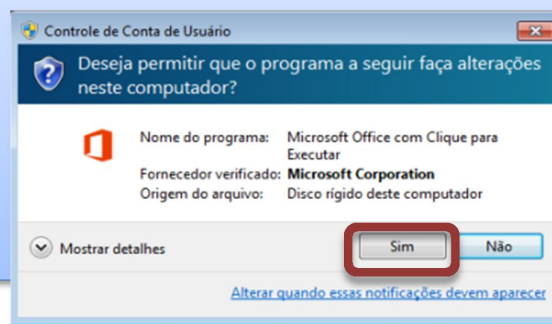 Controle de Conta de Usuário
Deseja permitir que o programa a seguir faça alterações
neste computador?
Nome do programa: Microsoft Office com Clique para
Executar
Fornecedor verificado: Microsoft Corporation
Origem do arquivo: Disco rígido deste computador
Mostrar detalhes Sim Não
Alterar quando essas notificações devem aparecer